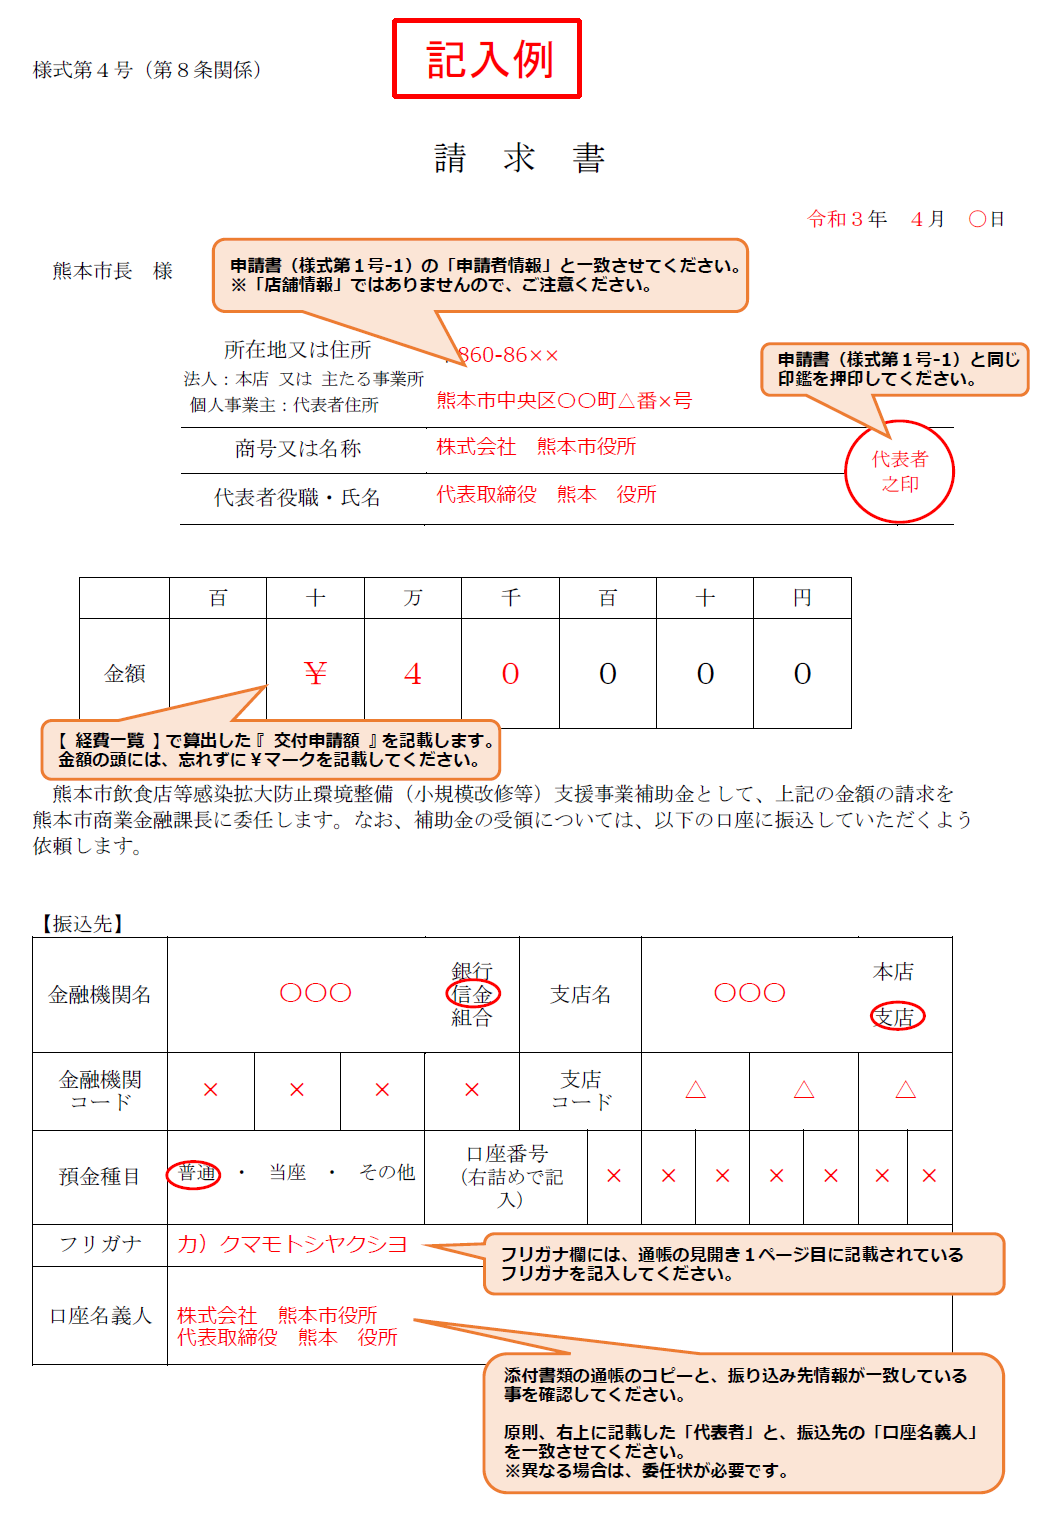 様式第４号（第８条関係）
記入例
請　求　書
令和３年　４月　〇日
熊本市長　様
申請書（様式第１号-1）の「申請者情報」と一致させてください。
※「店舗情報」ではありませんので、ご注意ください。
所在地又は住所
法人：本店 又は 主たる事業所
個人事業主：代表者住所
860-86××
熊本市中央区〇〇町△番×号
申請書（様式第１号-1）と同じ
印鑑を押印してください。
商号又は名称
株式会社　熊本市役所
代表者役職・氏名
代表取締役　熊本　役所
代表者
之印
百　十　万　千　百　十　円
金額　￥　４　０　０　０　０
【 経費一覧 】で算出した『 交付申請額 』を記載します。
金額の頭には、忘れずに￥マークを記載してください。
熊本市飲食店等感染拡大防止環境整備（小規模改修等）支援事業補助金として、上記の金額の請求を
熊本市商業金融課長に委任します。なお、補助金の受領については、以下の口座に振込していただくよう
依頼します。
【振込先】
金融機関名
〇〇〇
銀行
信金
組合
支店名
〇〇〇
本店
支店
金融機関
コード
×　×　×　×
支店
コード
△　△　△
預金種目
普通　・　当座　・　その他
口座番号
（右詰めで記
入）
×　×　×　×　×　×　×
フリガナ
カ）クマモトシヤクシヨ
フリガナ欄には、通帳の見開き１ページ目に記載されている
フリガナを記入してください。
口座名義人
株式会社　熊本市役所
代表取締役　熊本　役所
添付書類の通帳のコピーと、振り込み先情報が一致している
事を確認してください。
原則、右上に記載した「代表者」と、振込先の「口座名義人」
を一致させてください。
※異なる場合は、委任状が必要です。